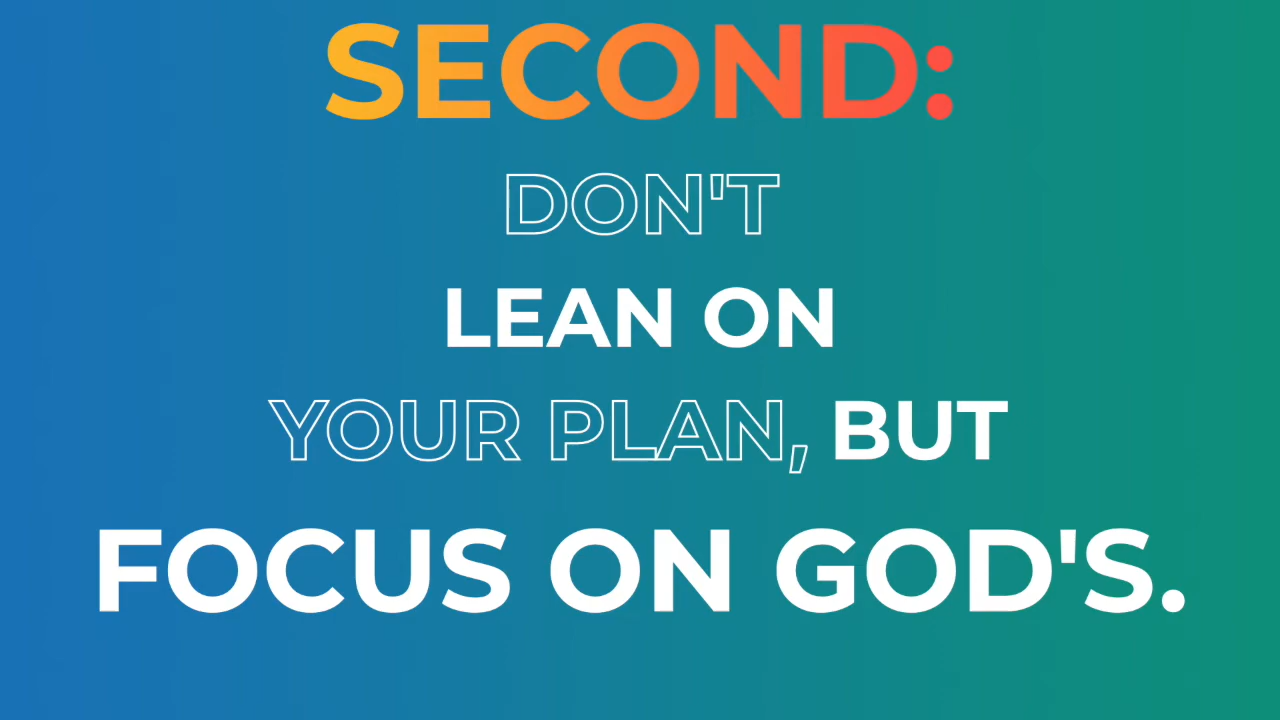 SECOND:
DON'T
LEAN ON
YOUR PLAN, BUT
FOCUS ON GOD'S.